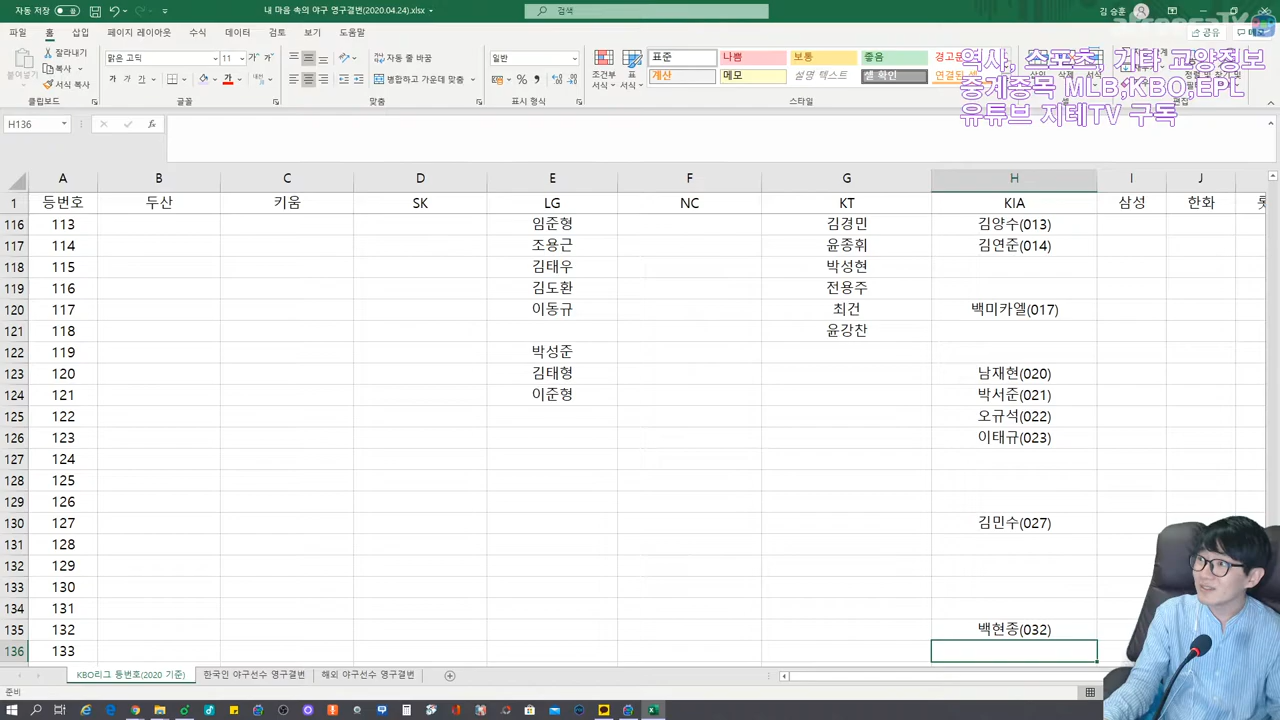 자동 저장
내 마음 속의 야구 영구결번(2020.04.24).xlsx
검색
김 승훈
파일 홈 삽입 페이지 레이아웃 수식 데이터 검토 보기 도움말
공유
붙여넣기 잘라내기 복사 서식 복사
클립보드
맑은 고딕 11
글꼴
자동 줄 바꿈
병합하고 가운데 맞춤
맞춤
일반
표시 형식
조건부 서식 표 서식
표준 나쁨 보통 좋음
계산 메모 설명 텍스트 셀 확인
스타일
역사, 스포츠, 기타 교양정보
중계종목 MLB,KBO,EPL
유튜브 지테TV 구독
H136
A B C D E F G H I J
1 등번호 두산 키움 SK LG NC KT KIA 삼성 한화
116 113 임준형 김경민 김양수(013)
117 114 조용근 윤종휘 김연준(014)
118 115 김태우 박성현
119 116 김도환 전용주
120 117 이동규 최건 백미카엘(017)
121 118 윤강찬
122 119 박성준
123 120 김태형 남재현(020)
124 121 이준형 박서준(021)
125 122 오규석(022)
126 123 이태규(023)
127 124
128 125
129 126
130 127 김민수(027)
131 128
132 129
133 130
134 131
135 132 백현종(032)
136 133
KBO리그 등번호(2020 기준) 한국인 야구선수 영구결번 해외 야구선수 영구결번
준비